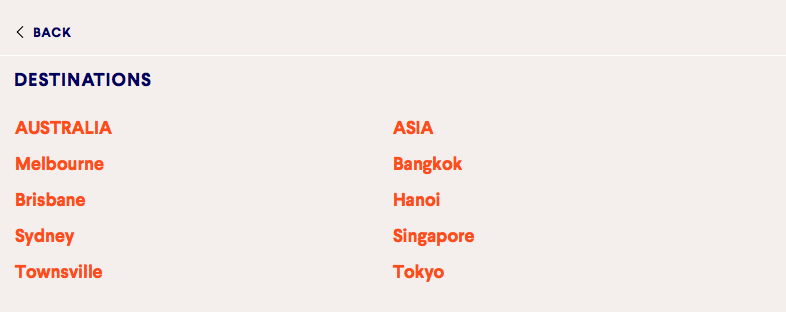 BACK
DESTINATIONS
AUSTRALIA
Melbourne
Brisbane
Sydney
Townsville
ASIA
Bangkok
Hanoi
Singapore
Tokyo